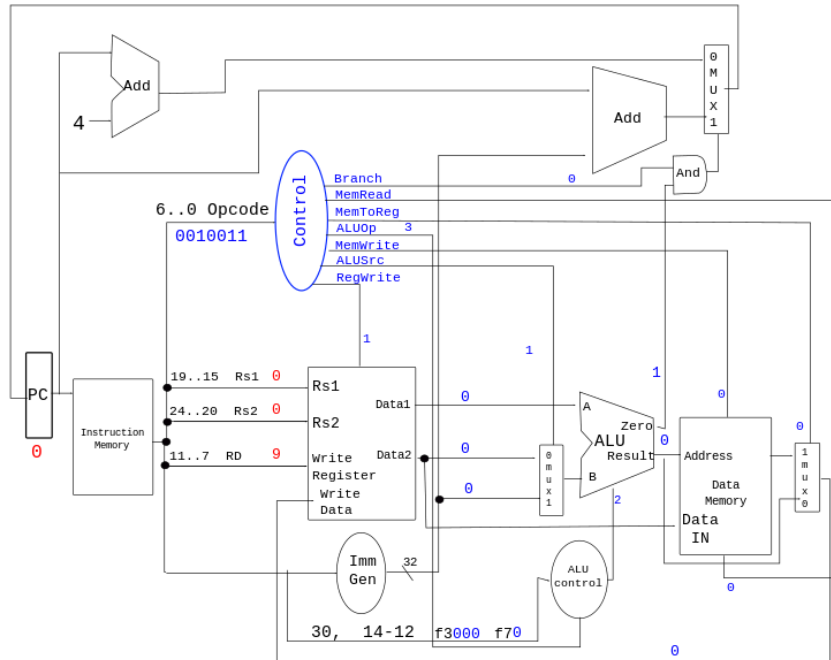 0
M
U
X
1
Add
4
Add
And
Control
Branch 0
MemRead
MemToReg
ALUOp 3
MemWrite
ALUSrc
RegWrite
6..0 Opcode
0010011
1
1
PC
0
Instruction
Memory
19..15 Rs1 0
24..20 Rs2 0
11..7 RD 9
Rs1
Rs2
Write
Register
Write
Data
Data1
Data2
0
0
0
0
m
u
x
1
A
B
ALU
Zero
Result
1
0
2
0
Address
Data
Memory
Data
IN
0
0
1
m
u
x
0
Imm
Gen
32
ALU
control
30, 14-12 f3000 f70
0